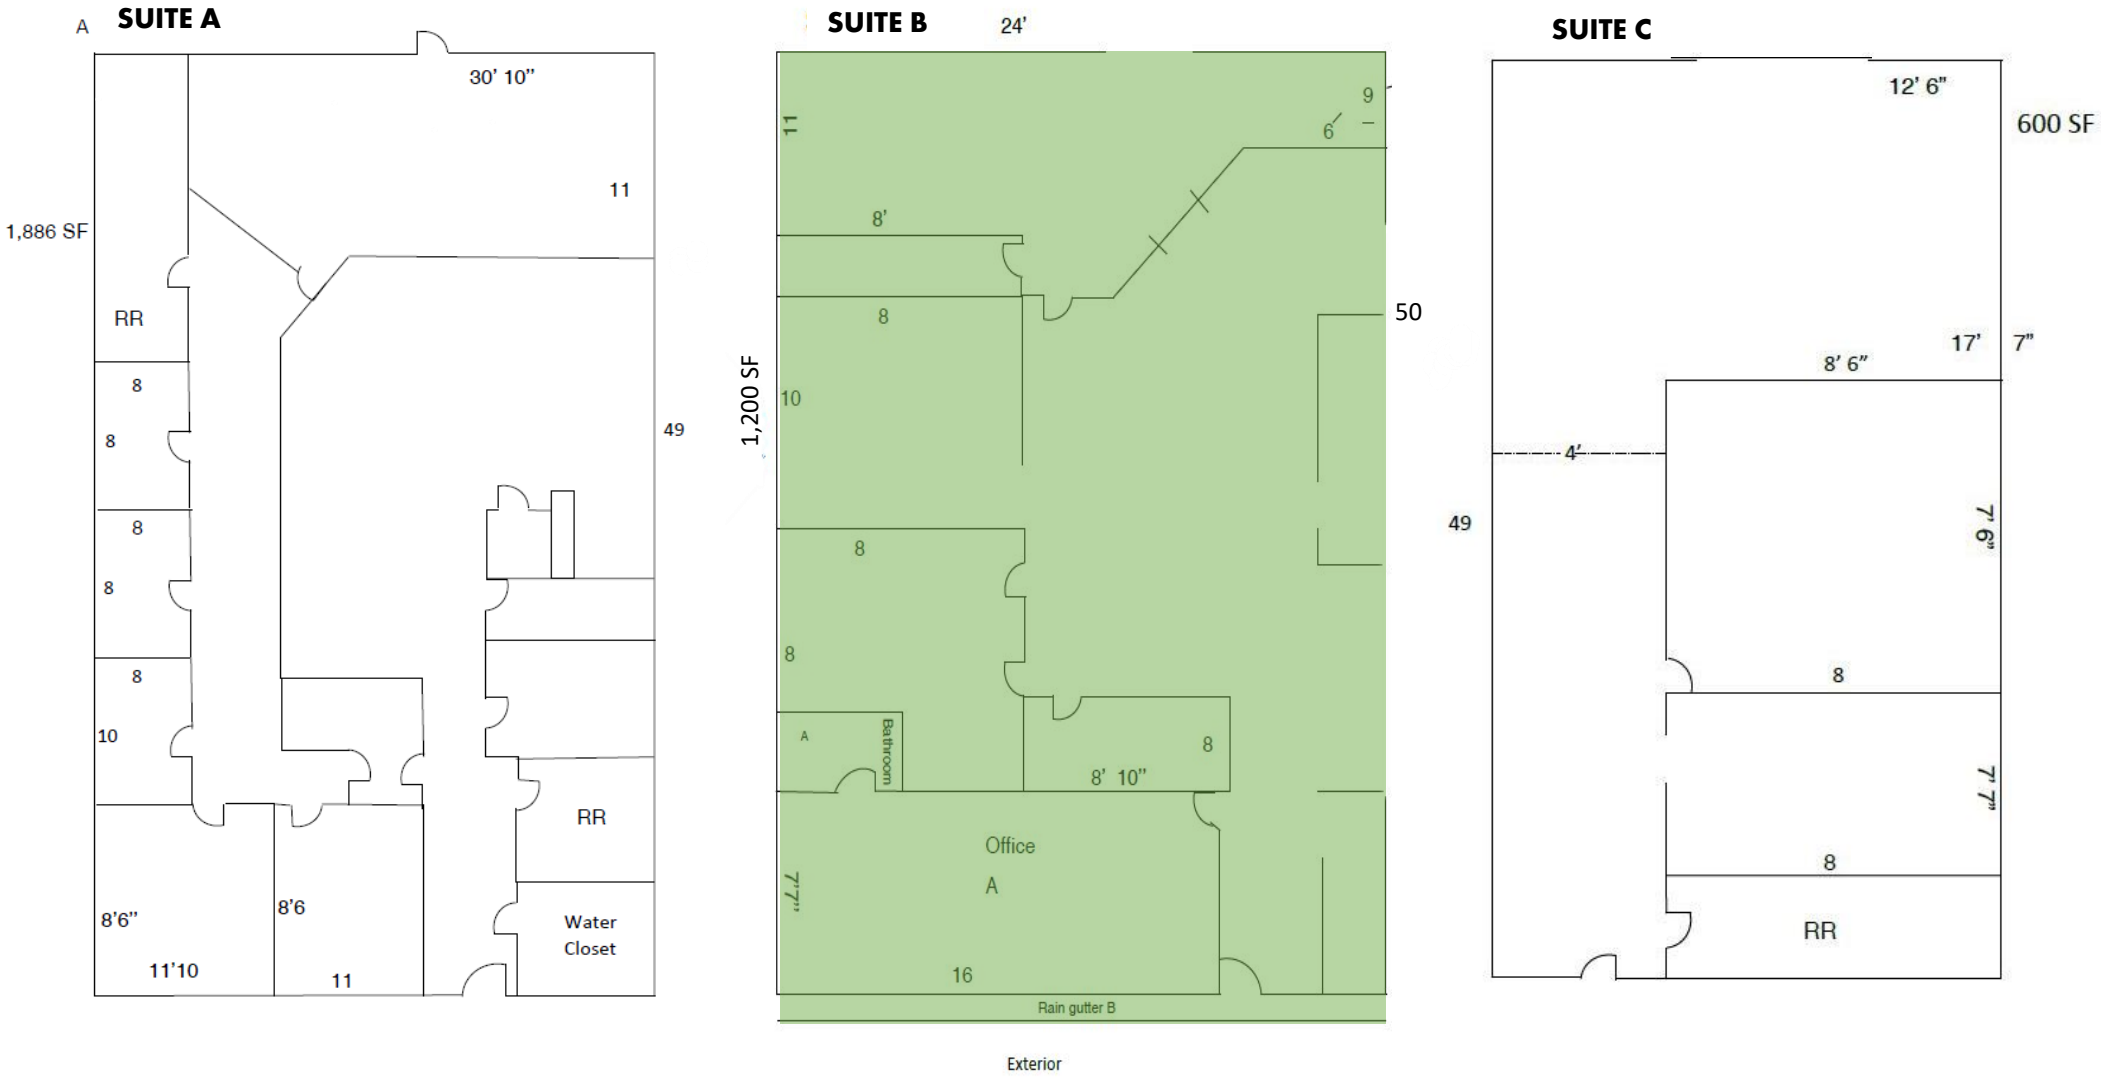 A
SUITE A
30' 10"
11
1,886 SF
RR
8
8
8
8
8
10
49
RR
8'6"
8'6
11'10
11
Water
Closet
SUITE B
24'
11
9
6
8'
8
10
50
1,200 SF
8
8
A
Bathroom
8
8' 10"
Office
A
7'7"
16
Rain gutter B
Exterior
SUITE C
12' 6"
600 SF
17' 7"
8' 6"
4'
49
7' 6"
8
7' 7"
8
RR